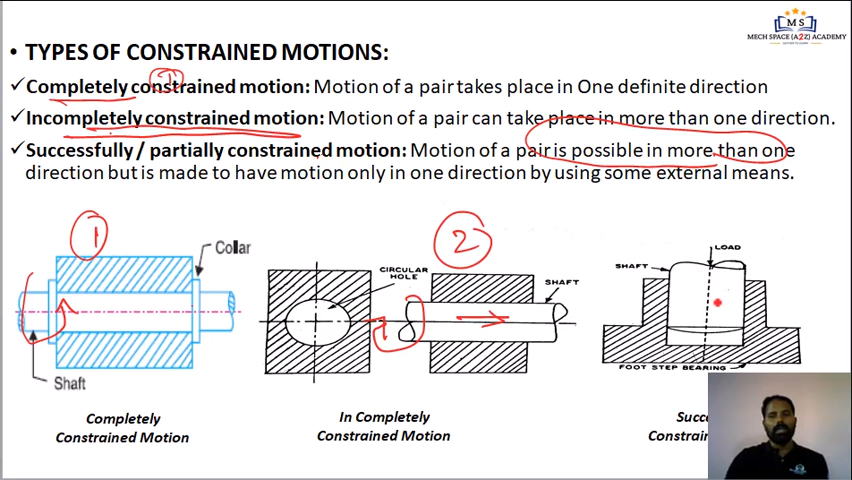 MS
MECH SPACE (A2Z) ACADEMY
• TYPES OF CONSTRAINED MOTIONS:
✓Completely constrained motion: Motion of a pair takes place in One definite direction
1
✓Incompletely constrained motion: Motion of a pair can take place in more than one direction.
✓Successfully / partially constrained motion: Motion of a pair is possible in more than one
direction but is made to have motion only in one direction by using some external means.
1
Collar
Shaft
Completely
Constrained Motion
2
CIRCULAR
HOLE
SHAFT
In Completely
Constrained Motion
LOAD
SHAFT
FOOT STEP BEARING
Succ
Constrain